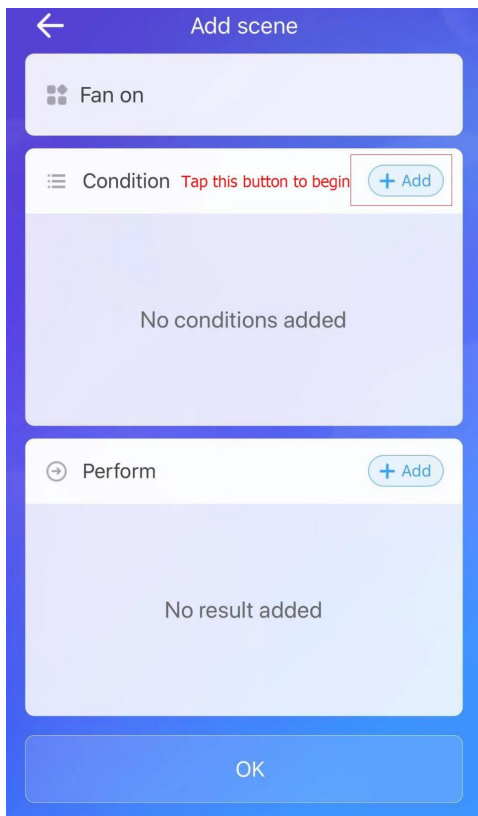 Add scene
Fan on
Condition Tap this button to begin + Add
No conditions added
Perform + Add
No result added
OK